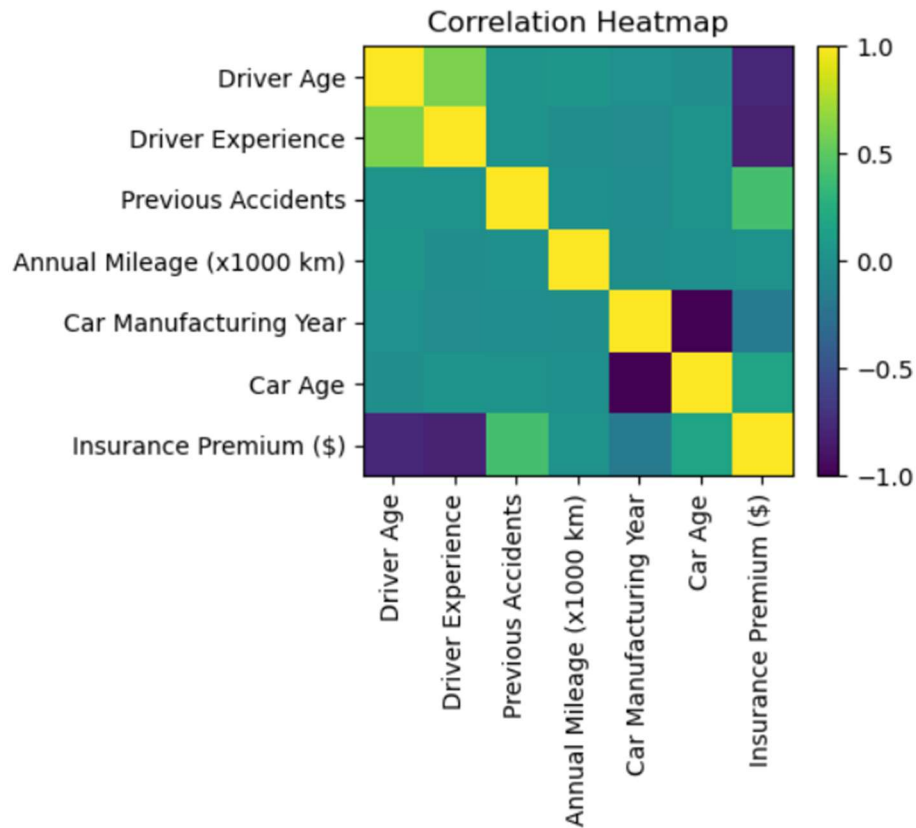 Correlation Heatmap
Driver Age
Driver Experience
Previous Accidents
Annual Mileage (x1000 km)
Car Manufacturing Year
Car Age
Insurance Premium ($)
1.0
0.5
0.0
−0.5
−1.0
Driver Age
Driver Experience
Previous Accidents
Annual Mileage (x1000 km)
Car Manufacturing Year
Car Age
Insurance Premium ($)